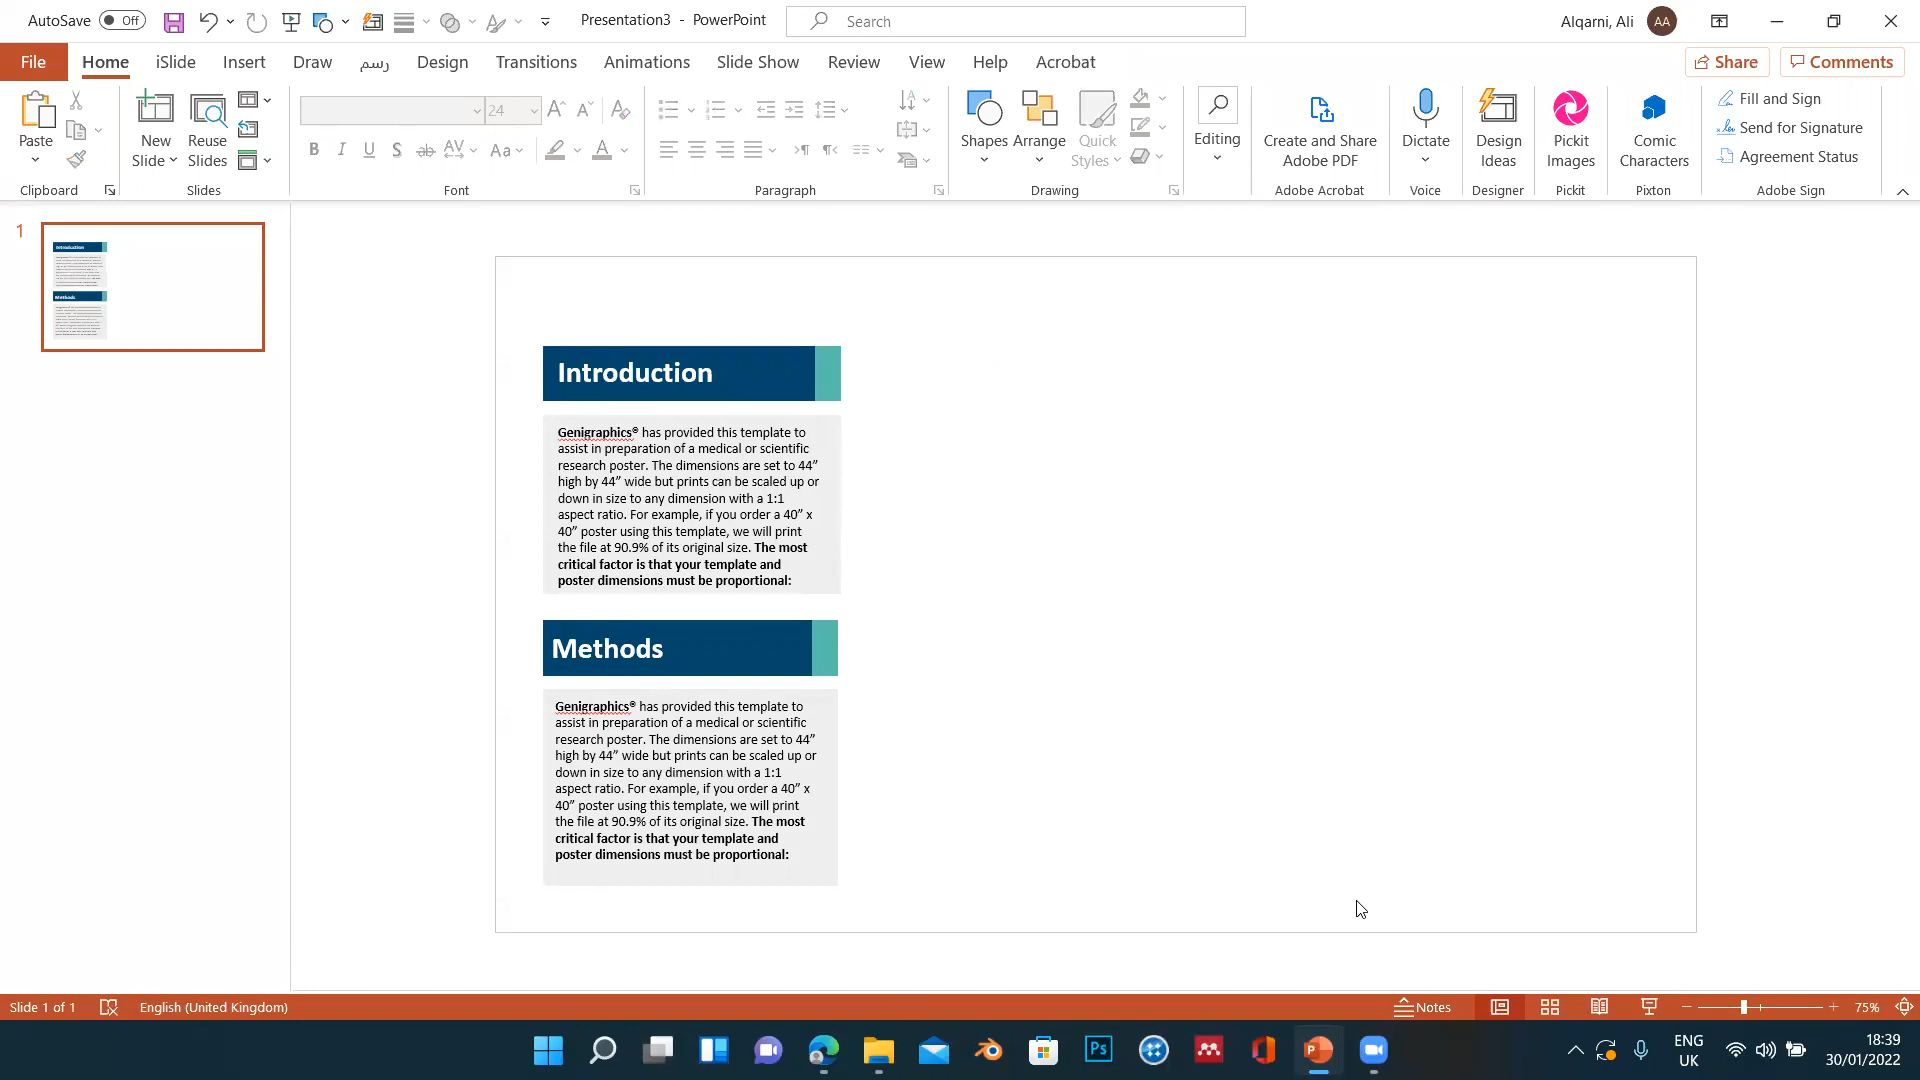 AutoSave Off Presentation3 - PowerPoint Search Alqarni, Ali AA
File Home iSlide Insert Draw رسم Design Transitions Animations Slide Show Review View Help Acrobat Share Comments
Paste New Slide Reuse Slides 24 Shapes Arrange Quick Styles Editing Create and Share Adobe PDF Dictate Design Ideas Pickit Images Comic Characters
Fill and Sign
Send for Signature
Agreement Status
Clipboard Slides Font Paragraph Drawing Adobe Acrobat Voice Designer Pickit Pixton Adobe Sign
1
Introduction
Methods
Introduction
Genigraphics® has provided this template to
assist in preparation of a medical or scientific
research poster. The dimensions are set to 44”
high by 44” wide but prints can be scaled up or
down in size to any dimension with a 1:1
aspect ratio. For example, if you order a 40” x
40” poster using this template, we will print
the file at 90.9% of its original size. The most
critical factor is that your template and
poster dimensions must be proportional:
Methods
Genigraphics® has provided this template to
assist in preparation of a medical or scientific
research poster. The dimensions are set to 44”
high by 44” wide but prints can be scaled up or
down in size to any dimension with a 1:1
aspect ratio. For example, if you order a 40” x
40” poster using this template, we will print
the file at 90.9% of its original size. The most
critical factor is that your template and
poster dimensions must be proportional:
Slide 1 of 1 English (United Kingdom) Notes 75%
ENG
UK
18:39
30/01/2022